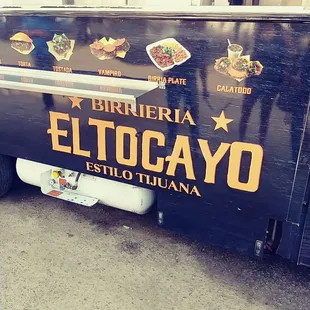 TORTA
TOSTADA
VAMPIRO
BIRRIA PLATE
CALATODO
BIRRIERIA
ELTOCAYO
ESTILO TIJUANA